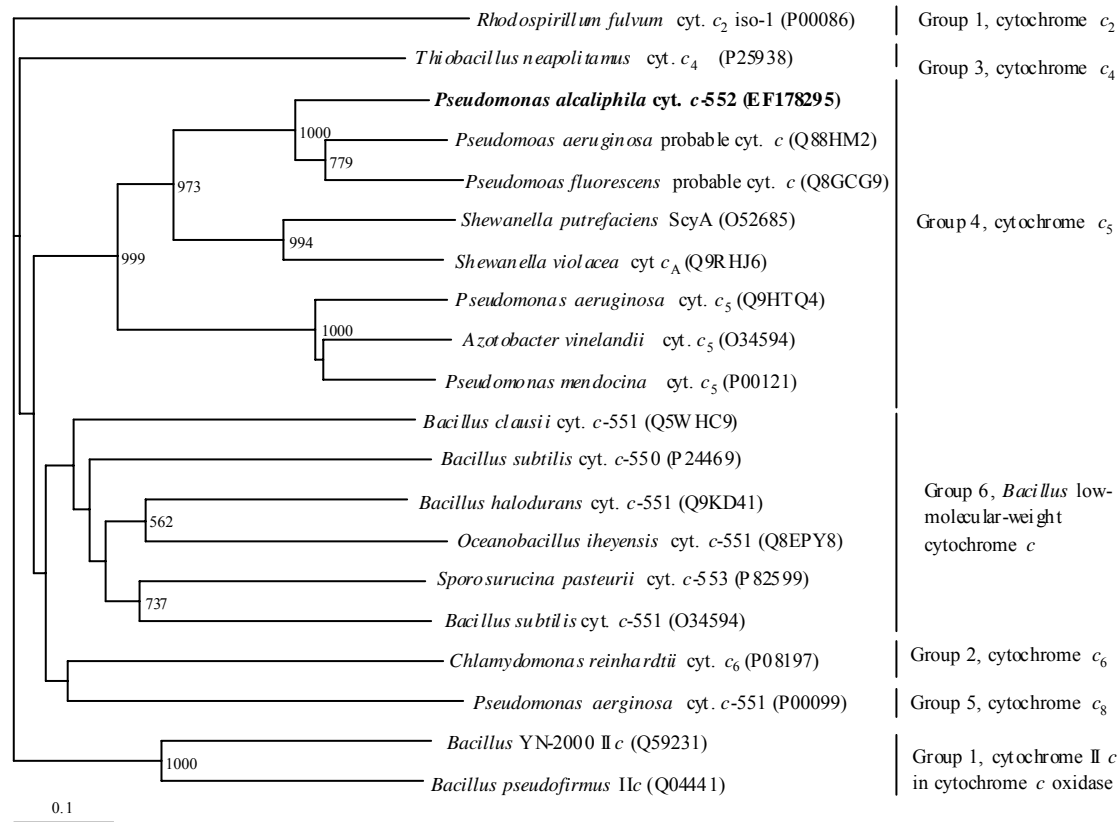 Rhodospirillum fulvum cyt. c2 iso-1 (P00086)
Group 1, cytochrome c2
Thiobacillus neapolitamus cyt. c4 (P25938)
Group 3, cytochrome c4
Pseudomonas alcaliphila cyt. c-552 (EF178295)
1000
Pseudomoas aeruginosa probable cyt. c (Q88HM2)
779
973
Pseudomoas fluorescens probable cyt. c (Q8GCG9)
Shewanella putrefaciens ScyA (O52685)
Group 4, cytochrome c5
994
999
Shewanella violacea cyt cA (Q9RHJ6)
Pseudomonas aeruginosa cyt. c5 (Q9HTQ4)
1000
Azotobacter vinelandii cyt. c5 (O34594)
Pseudomonas mendocina cyt. c5 (P00121)
Bacillus clausii cyt. c-551 (Q5WHC9)
Bacillus subtilis cyt. c-550 (P24469)
Bacillus halodurans cyt. c-551 (Q9KD41)
Group 6, Bacillus low-
molecular-weight
cytochrome c
562
Oceanobacillus iheyensis cyt. c-551 (Q8EPY8)
Sporosurucina pasteurii cyt. c-553 (P82599)
737
Bacillus subtilis cyt. c-551 (O34594)
Chlamydomonas reinhardtii cyt. c6 (P08197)
Group 2, cytochrome c6
Pseudomonas aerginosa cyt. c-551 (P00099)
Group 5, cytochrome c8
Bacillus YN-2000 Ⅱc (Q59231)
1000
Bacillus pseudofirmus IIc (Q04441)
Group 1, cytochrome Ⅱ c
in cytochrome c oxidase
0.1